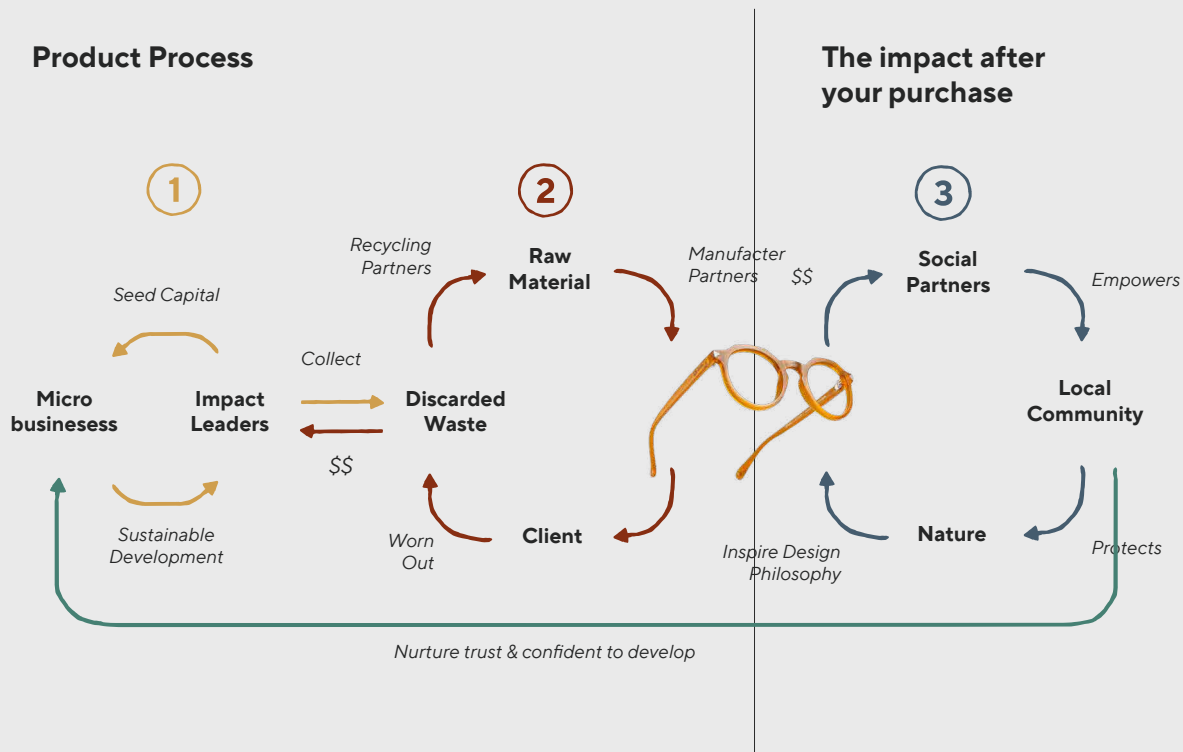 Product Process
The impact after
your purchase
1
2
3
Seed Capital
Micro
busineses​s
Impact
Leaders
Sustainable
Development
Collect
$$
Recycling
Partners
Raw
Material
Manufacter
Partners
Discarded
Waste
Worn
Out
Client
$$
Social
Partners
Empowers
Local
Community
Inspire Design
Philosophy
Nature
Protects
Nurture trust & confident to develop